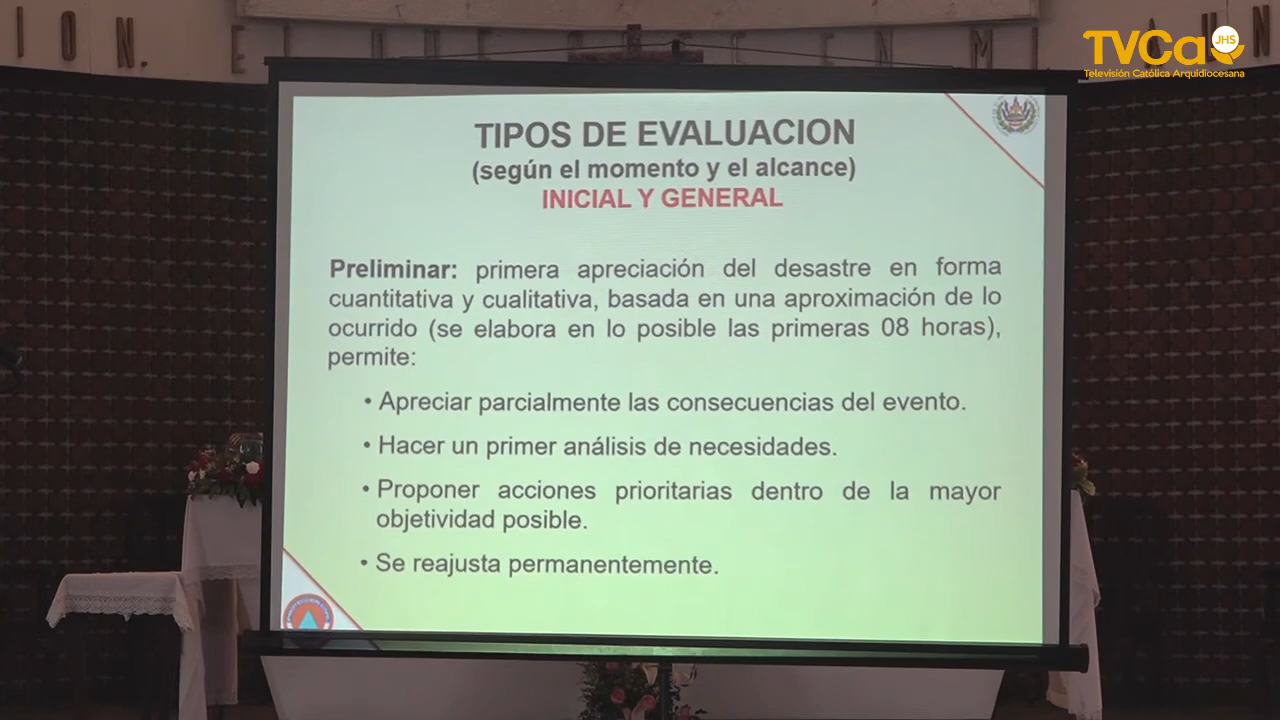 TVCa
JHS
Televisión Católica Arquidiocesana
TIPOS DE EVALUACION
(según el momento y el alcance)
INICIAL Y GENERAL
Preliminar: primera apreciación del desastre en forma
cuantitativa y cualitativa, basada en una aproximación de lo
ocurrido (se elabora en lo posible las primeras 08 horas),
permite:
• Apreciar parcialmente las consecuencias del evento.
• Hacer un primer análisis de necesidades.
• Proponer acciones prioritarias dentro de la mayor
objetividad posible.
• Se reajusta permanentemente.